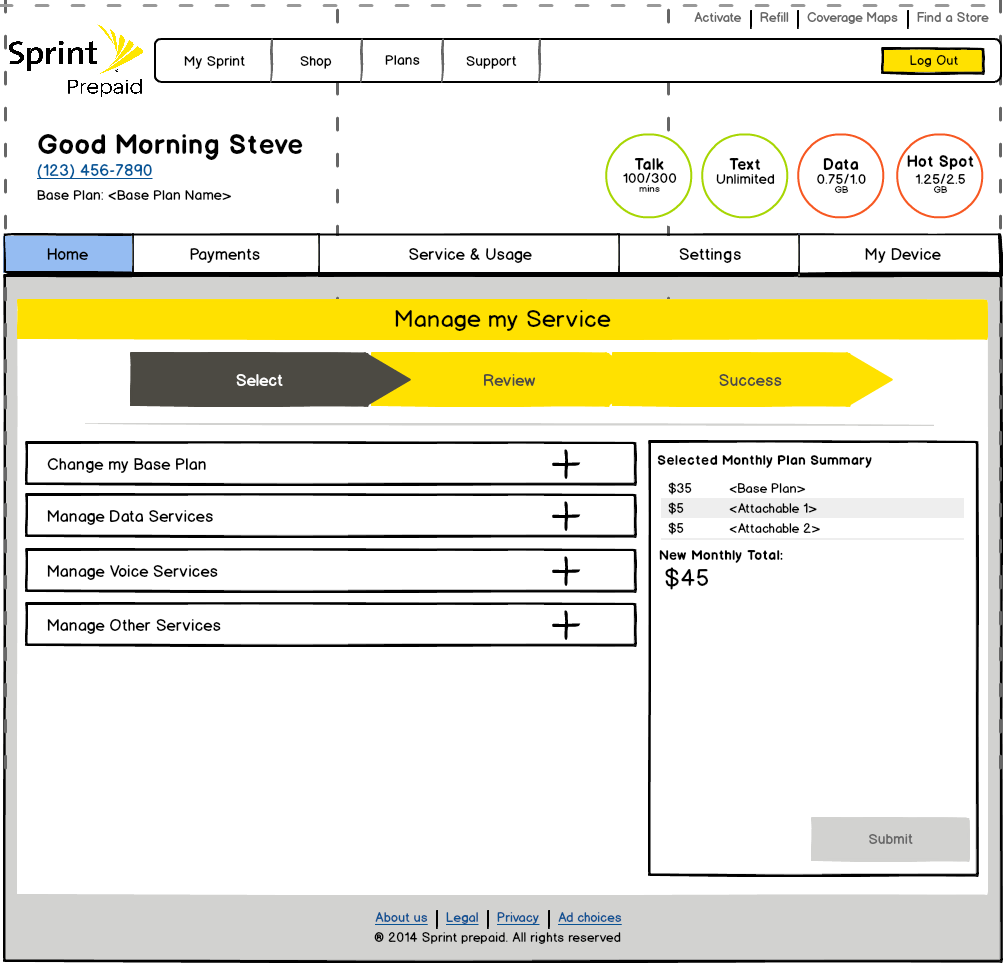 Activate Refill Coverage Maps Find a Store
Sprint
Prepaid
My Sprint Shop Plans Support Log Out
Good Morning Steve
(123) 456-7890
Base Plan: <Base Plan Name>
Talk
100/300
mins
Text
Unlimited
Data
0.75/1.0
GB
Hot Spot
1.25/2.5
GB
Home Payments Service & Usage Settings My Device
Manage my Service
Select Review Success
Change my Base Plan
Manage Data Services
Manage Voice Services
Manage Other Services
Selected Monthly Plan Summary
$35 <Base Plan>
$5 <Attachable 1>
$5 <Attachable 2>
New Monthly Total:
$45
Submit
About us Legal Privacy Ad choices
® 2014 Sprint prepaid. All rights reserved